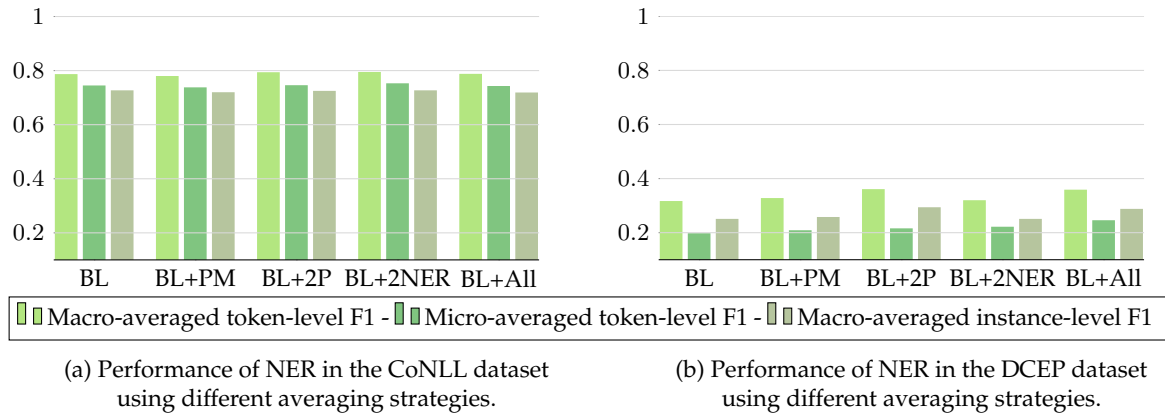 1
0.8
0.6
0.4
0.2
BL BL+PM BL+2P BL+2NER BL+All
1
0.8
0.6
0.4
0.2
BL BL+PM BL+2P BL+2NER BL+All
Macro-averaged token-level F1 - Micro-averaged token-level F1 - Macro-averaged instance-level F1
(a) Performance of NER in the CoNLL dataset
using different averaging strategies.
(b) Performance of NER in the DCEP dataset
using different averaging strategies.